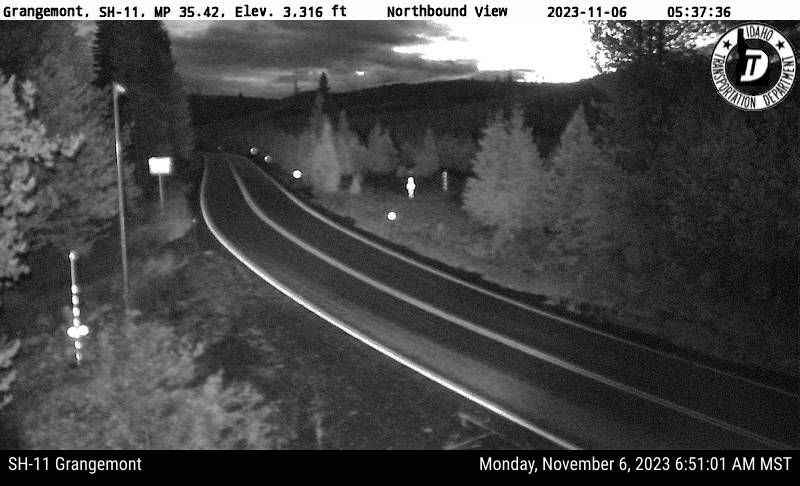 Grangemont, SH-11, MP 35.42, Elev. 3,316 ft Northbound View 2023-11-06 05:37:36
IDAHO
TRANSPORTATION DEPARTMENT
SH-11 Grangemont Monday, November 6, 2023 6:51:01 AM MST